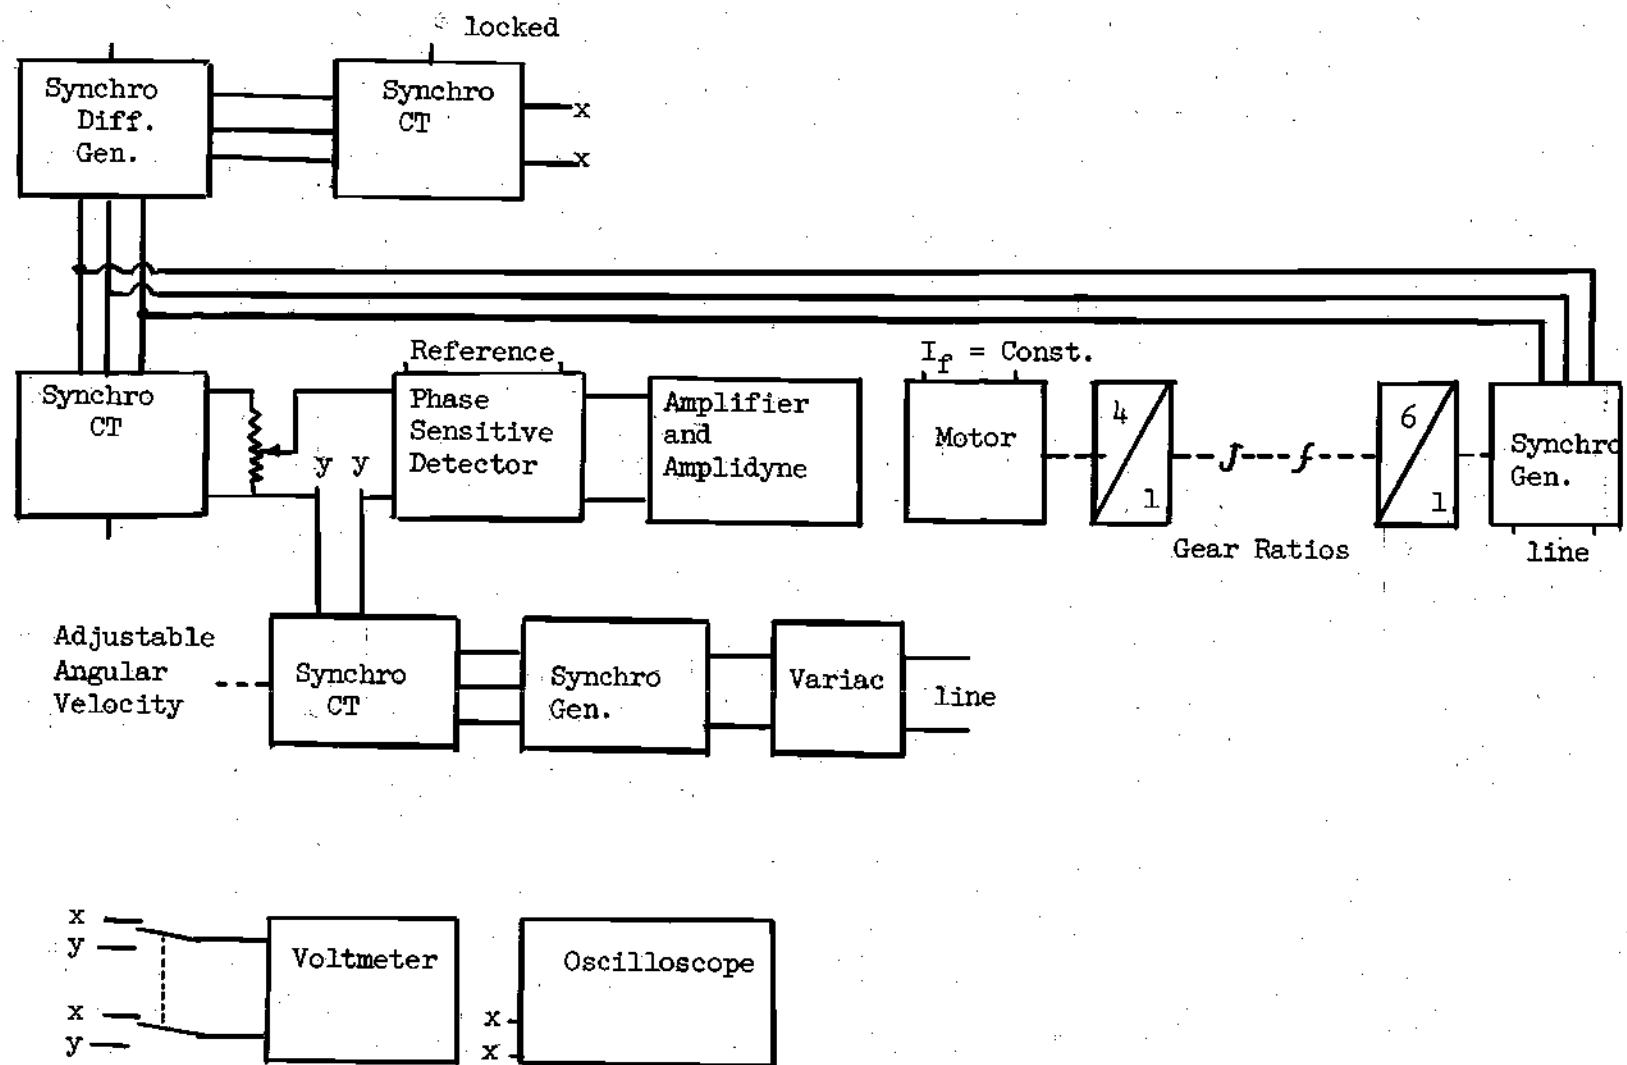 locked
Synchro
Diff.
Gen.
Synchro
CT
x
x
Reference
I_f = Const.
Synchro
CT
y y
Phase
Sensitive
Detector
Amplifier
and
Amplidyne
Motor
4
1
J f
6
1
Synchro
Gen.
Gear Ratios
line
Adjustable
Angular
Velocity
Synchro
CT
Synchro
Gen.
Variac
line
x
y
x
y
Voltmeter
Oscilloscope
x
x